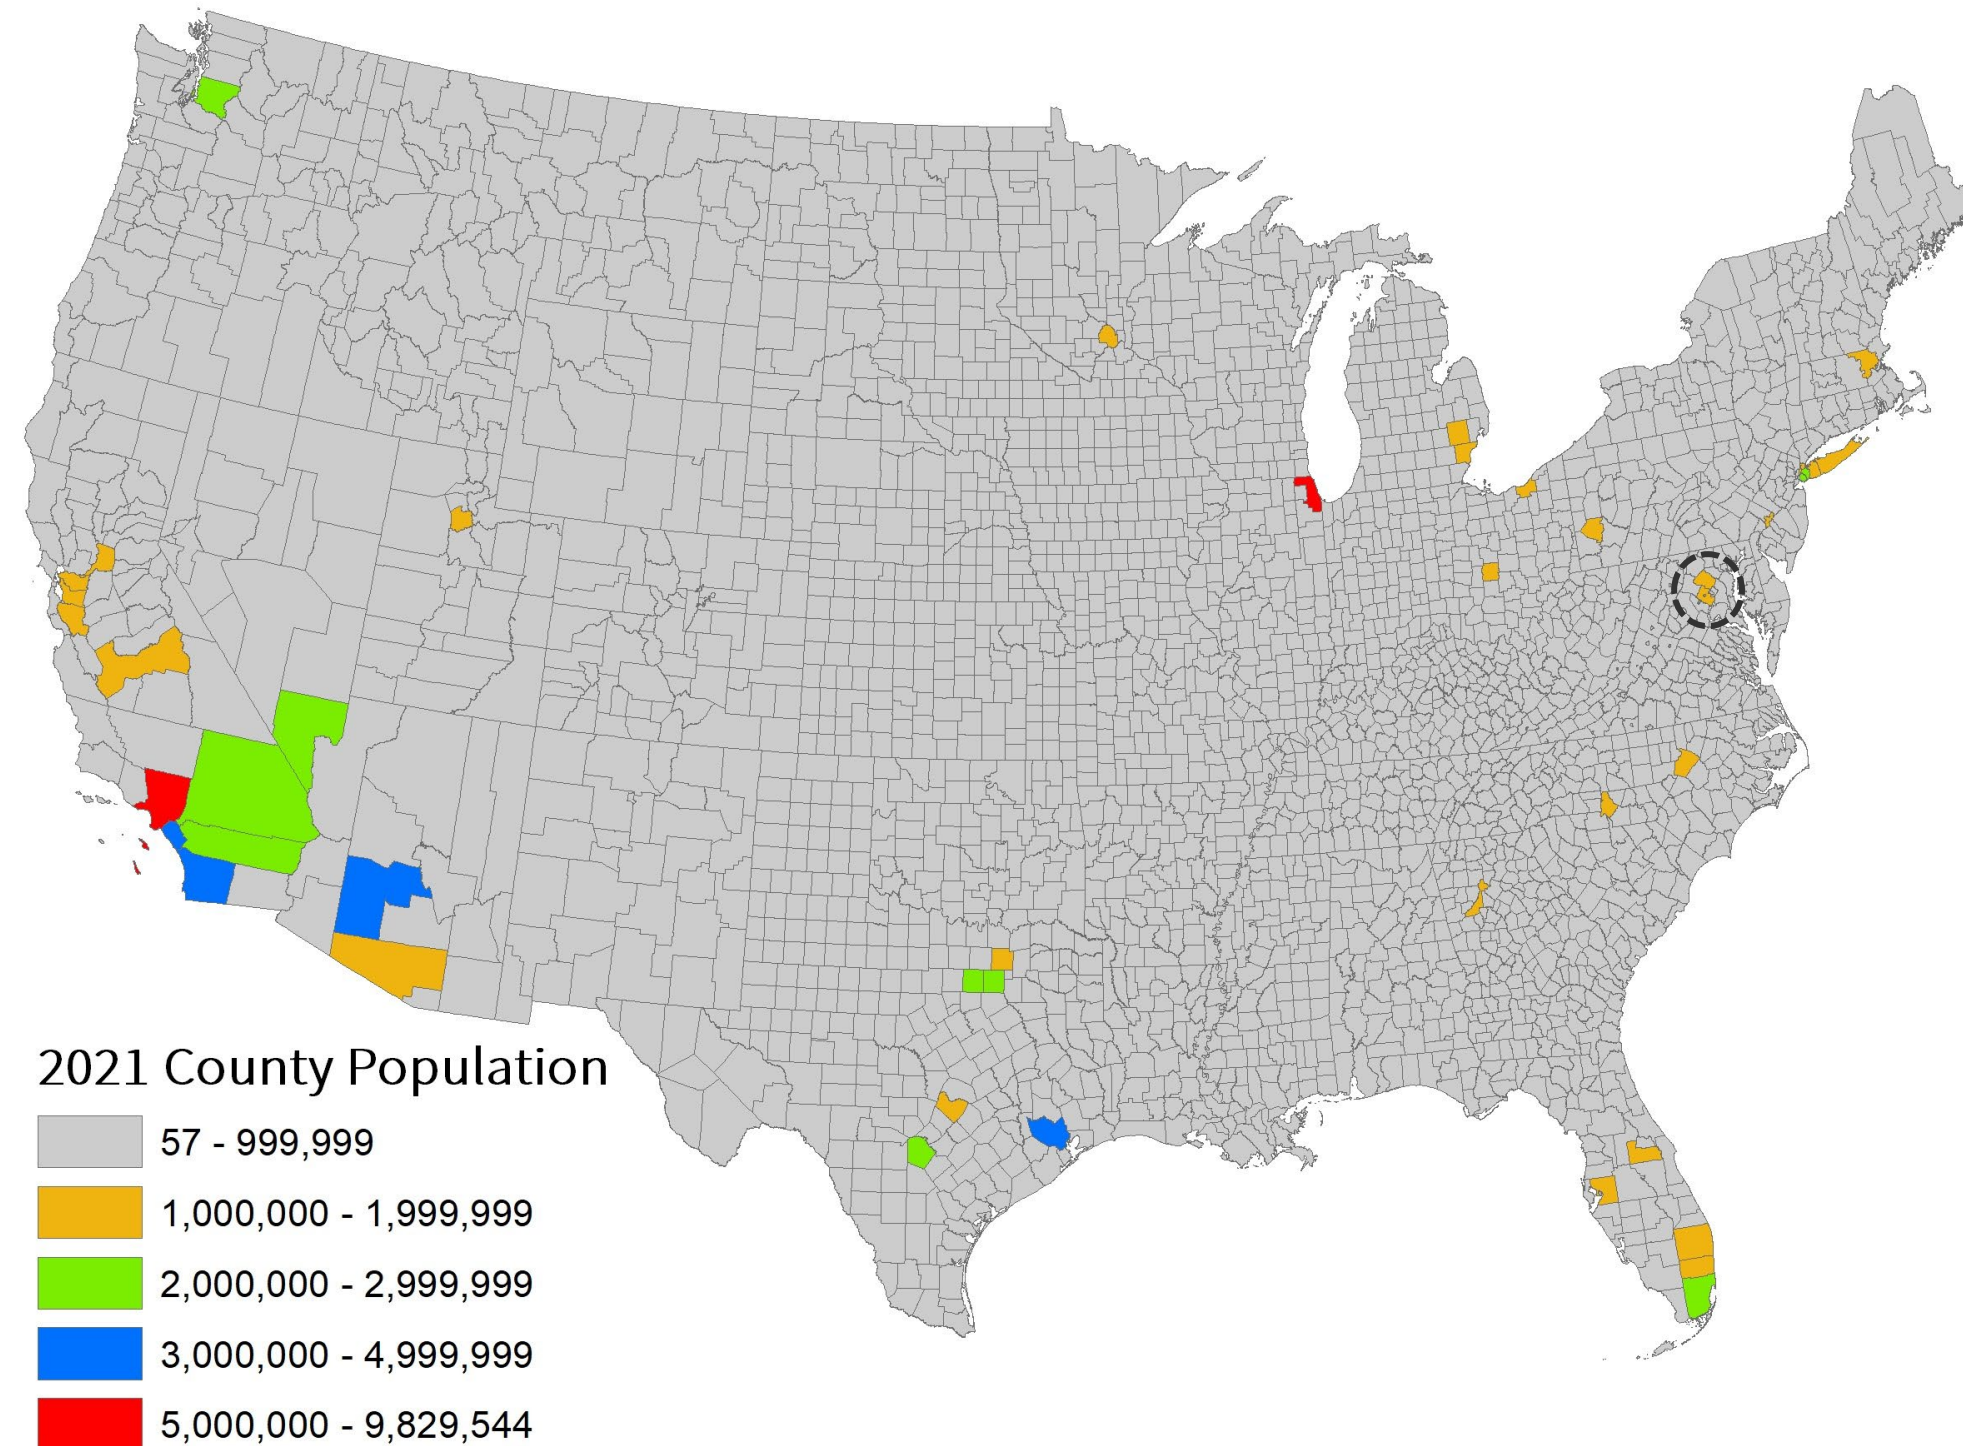 2021 County Population
57 - 999,999
1,000,000 - 1,999,999
2,000,000 - 2,999,999
3,000,000 - 4,999,999
5,000,000 - 9,829,544